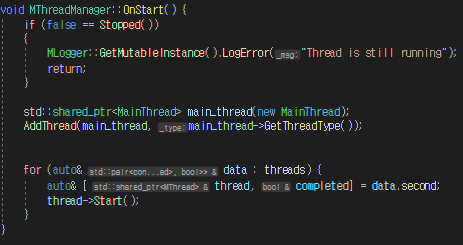 void MThreadManager::OnStart() {
if (false == Stopped())
{
MLogger::GetMutableInstance().LogError(_msg: "Thread is still running");
return;
}
std::shared_ptr<MainThread> main_thread(new MainThread);
AddThread(main_thread, _type: main_thread->GetThreadType());
for (auto& std::pair<con...ad>, bool>> & data : threads) {
auto& [ std::shared_ptr<MThread> & thread, bool & completed] = data.second;
thread->Start();
}
}